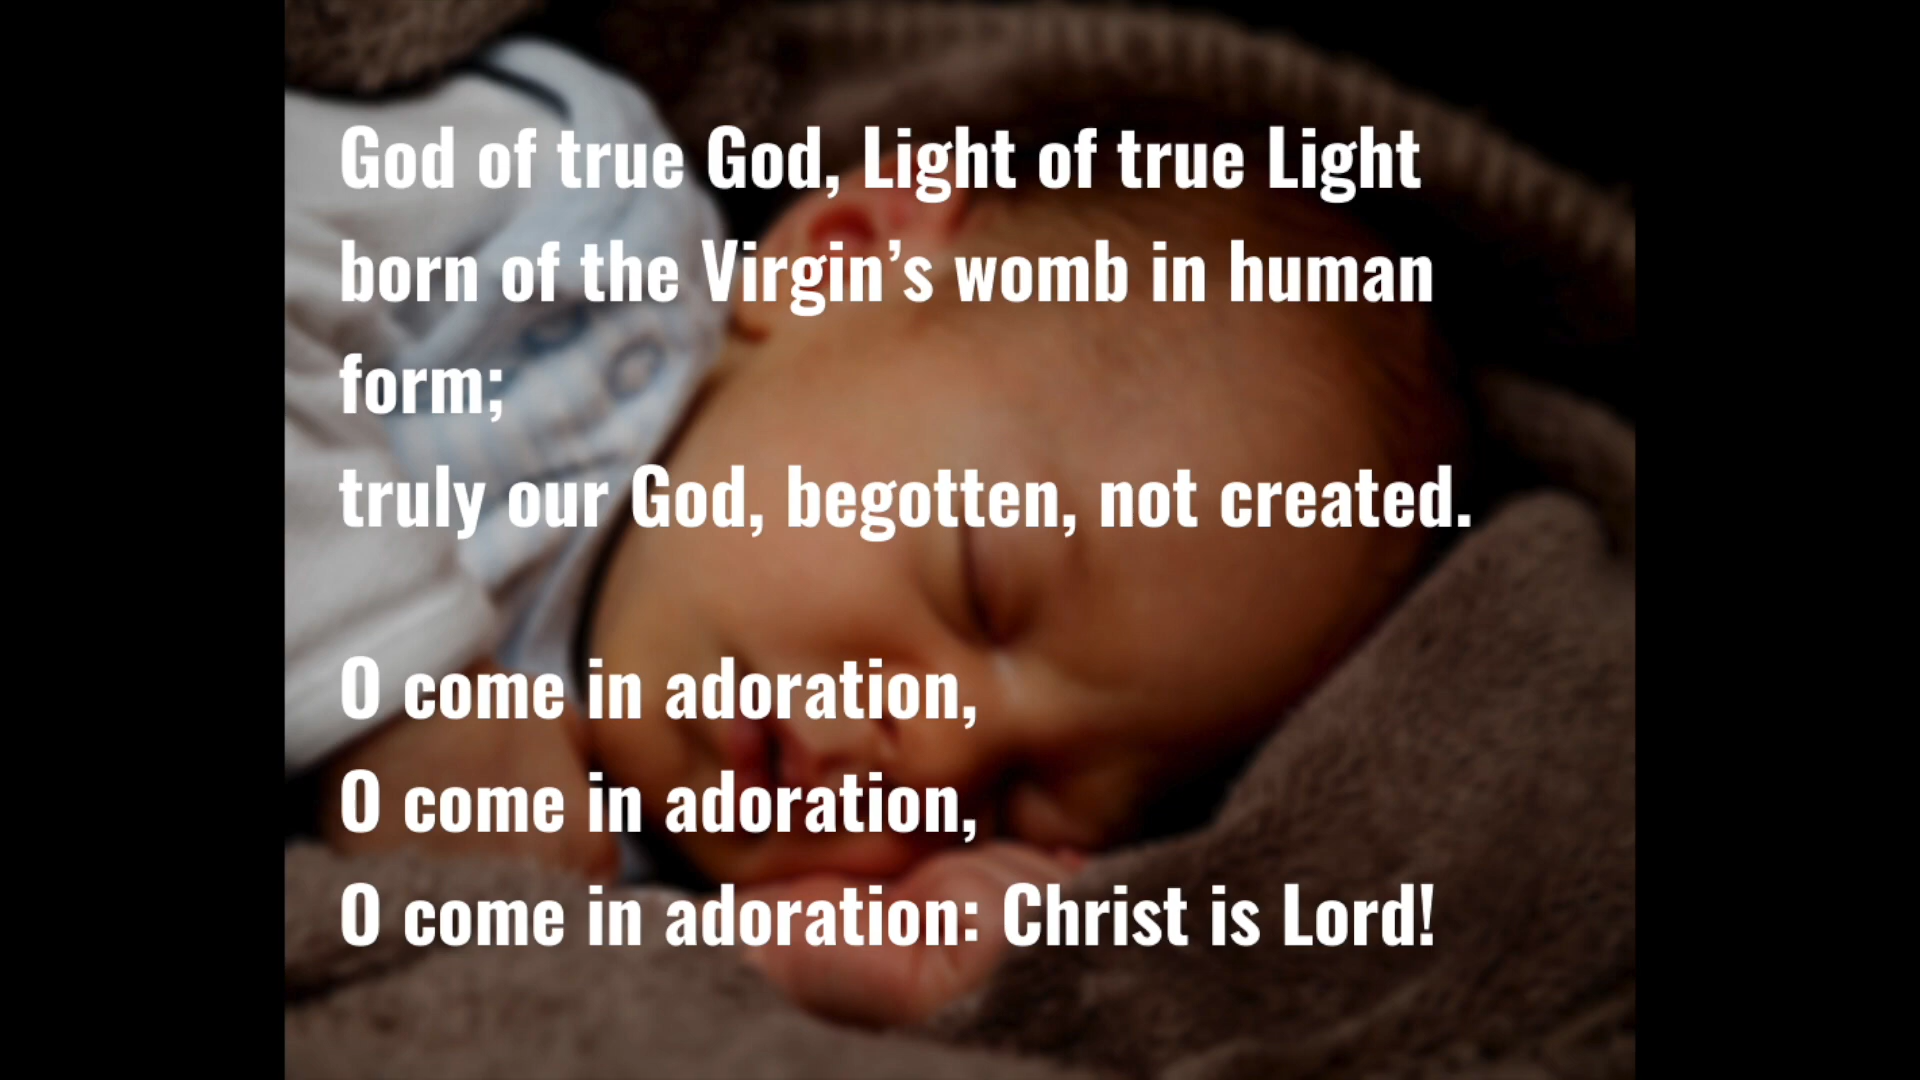 God of true God, Light of true Light
born of the Virgin’s womb in human
form;
truly our God, begotten, not created.
O come in adoration,
O come in adoration,
O come in adoration: Christ is Lord!